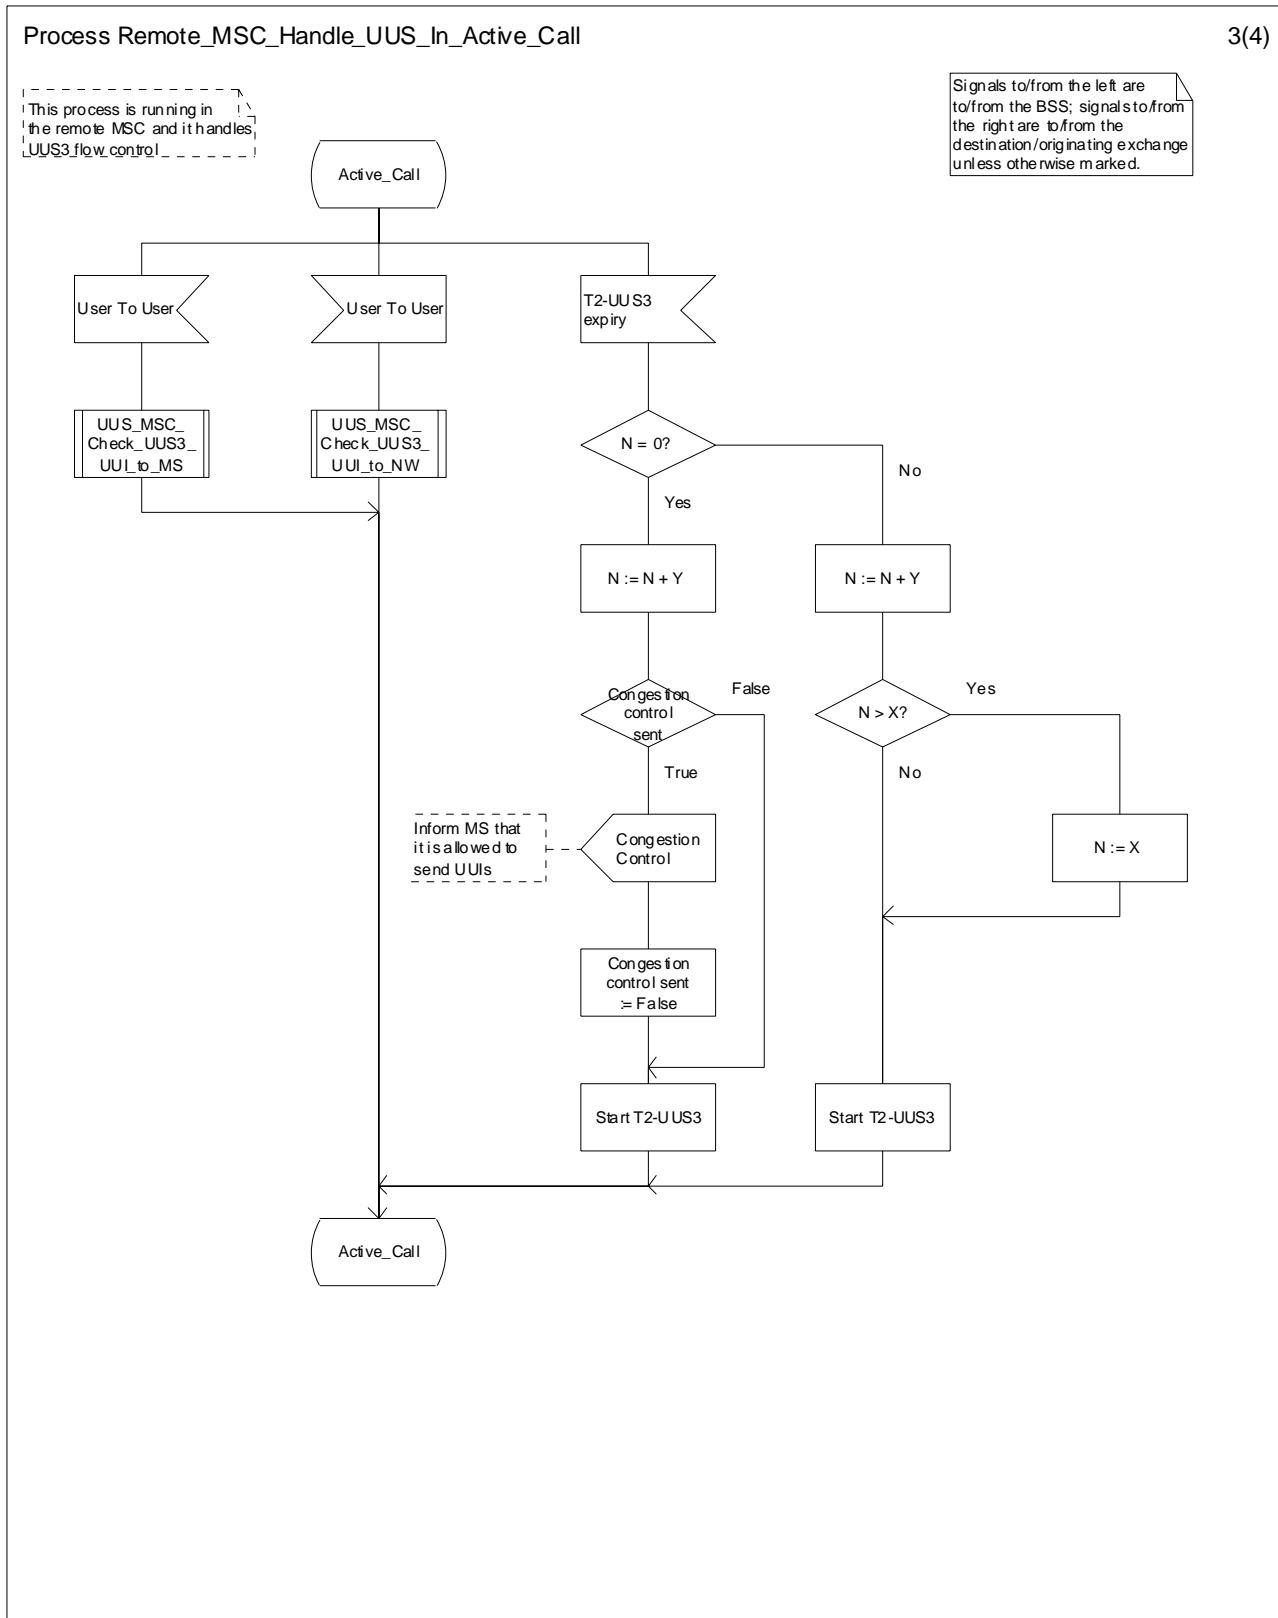 Process Remote_MSC_Handle_UUS_In_Active_Call
3(4)
This process is running in
the remote MSC and it handles
UUS3 flow control
Signals to/from the left are
to/from the BSS; signals to/from
the right are to/from the
destination/originating exchange
unless otherwise marked.
Active_Call
User To User
User To User
T2-UUS3
expiry
UUS_MSC_
Check_UUS3_
UUI_to_MS
UUS_MSC_
Check_UUS3_
UUI_to_NW
N = 0?
No
Yes
N := N + Y
N := N + Y
Congestion
control
sent
False
N > X?
Yes
True
No
Inform MS that
it is allowed to
send UUIs
Congestion
Control
N := X
Congestion
control sent
:= False
Start T2-UUS3
Start T2-UUS3
Active_Call